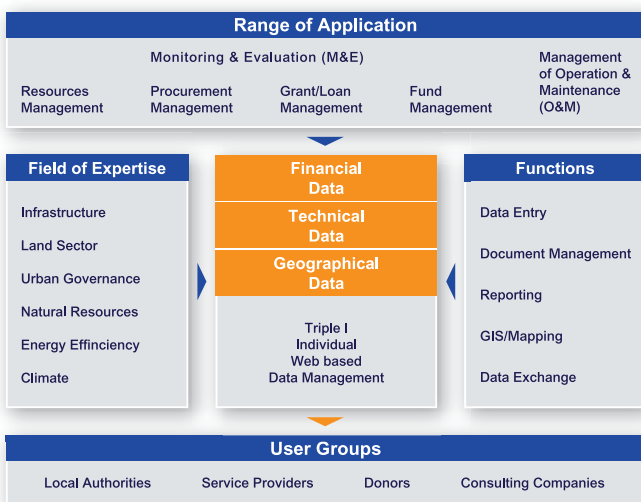 Range of Application
Monitoring & Evaluation (M&E)
Resources
Management
Procurement
Management
Grant/Loan
Management
Fund
Management
Management
of Operation &
Maintenance
(O&M)
Field of Expertise
Infrastructure
Land Sector
Urban Governance
Natural Resources
Energy Effinciency
Climate
Financial
Data
Technical
Data
Geographical
Data
Triple I
Individual
Web based
Data Management
Functions
Data Entry
Document Management
Reporting
GIS/Mapping
Data Exchange
User Groups
Local Authorities
Service Providers
Donors
Consulting Companies